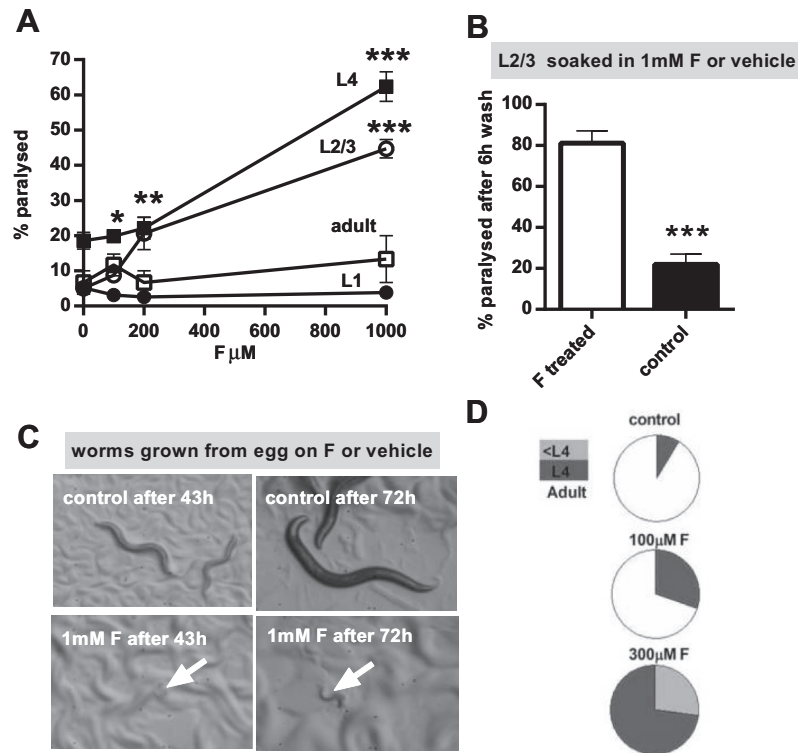 A
70
60
50
40
30
20
10
0
% paralysed
***
L4
***
L2/3
**
*
adult
L1
0 200 400 600 800 1000
F µM
B
L2/3 soaked in 1mM F or vehicle
% paralysed after 6h wash
100
80
60
40
20
0
***
F treated
control
C
worms grown from egg on F or vehicle
control after 43h
control after 72h
1mM F after 43h
1mM F after 72h
D
control
<L4
L4
Adult
100µM F
300µM F